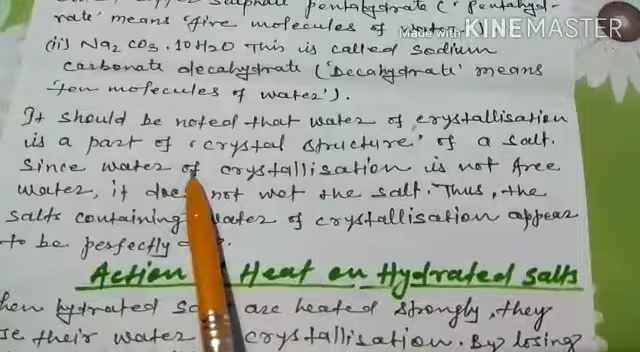 sulphate pentahydrate ('Pentahyd-
rate' means 'five molecules of water')
Made with KINEMASTER
(ii) Na2 CO3 . 10H2O This is called sodium
carbonate decahydrate ('Decahydrate' means
'ten molecules of water').
It should be noted that water of crystallisation
is a part of 'crystal structure' of a salt.
Since water of crystallisation is not free
water, it does not wet the salt. Thus, the
salts containing water of crystallisation appear
to be perfectly
Action Heat on Hydrated Salts
hen hydrated are heated strongly, they
se their water crystallisation. By losing